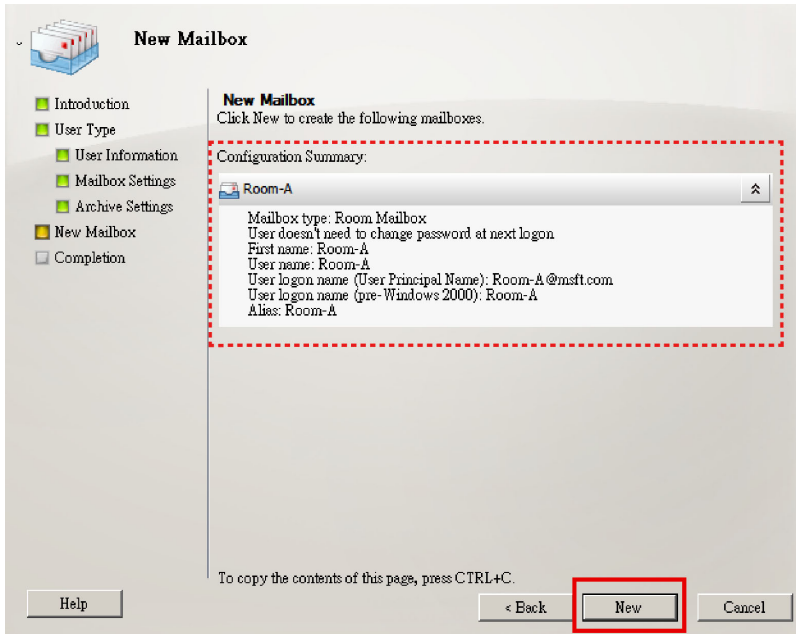 New Mailbox
Introduction
User Type
User Information
Mailbox Settings
Archive Settings
New Mailbox
Completion
New Mailbox
Click New to create the following mailboxes.
Configuration Summary:
Room-A
Mailbox type: Room Mailbox
User doesn't need to change password at next logon
First name: Room-A
User name: Room-A
User logon name (User Principal Name): Room-A@msft.com
User logon name (pre-Windows 2000): Room-A
Alias: Room-A
To copy the contents of this page, press CTRL+C.
Help
< Back
New
Cancel